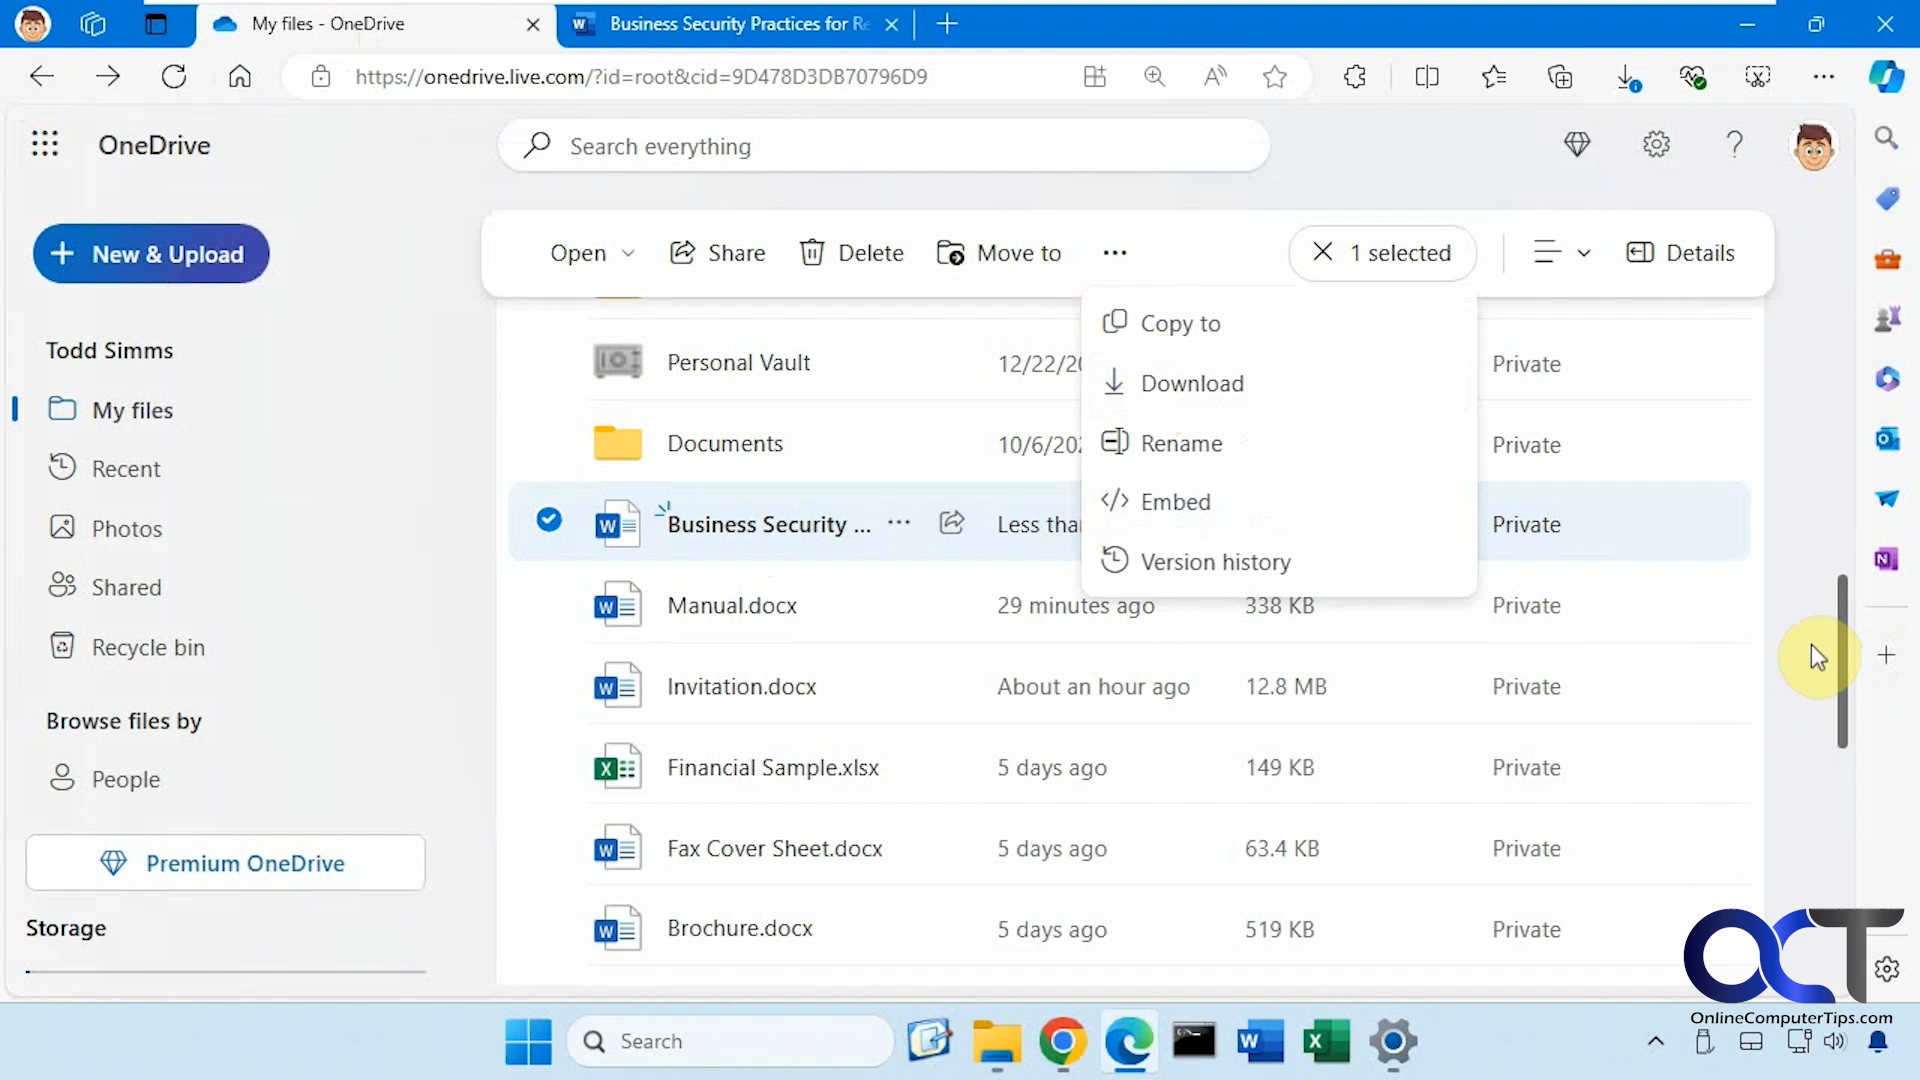 My files - OneDrive
Business Security Practices for Re
https://onedrive.live.com/?id=root&cid=9D478D3DB70796D9
OneDrive
Search everything
New & Upload
Open
Share
Delete
Move to
1 selected
Details
Copy to
Download
Rename
Embed
Version history
Todd Simms
My files
Recent
Photos
Shared
Recycle bin
Browse files by
People
Premium OneDrive
Storage
Personal Vault 12/22/20 Private
Documents 10/6/202 Private
Business Security ... Less than Private
Manual.docx 29 minutes ago 338 KB Private
Invitation.docx About an hour ago 12.8 MB Private
Financial Sample.xlsx 5 days ago 149 KB Private
Fax Cover Sheet.docx 5 days ago 63.4 KB Private
Brochure.docx 5 days ago 519 KB Private
OCT
OnlineComputerTips.com
Search